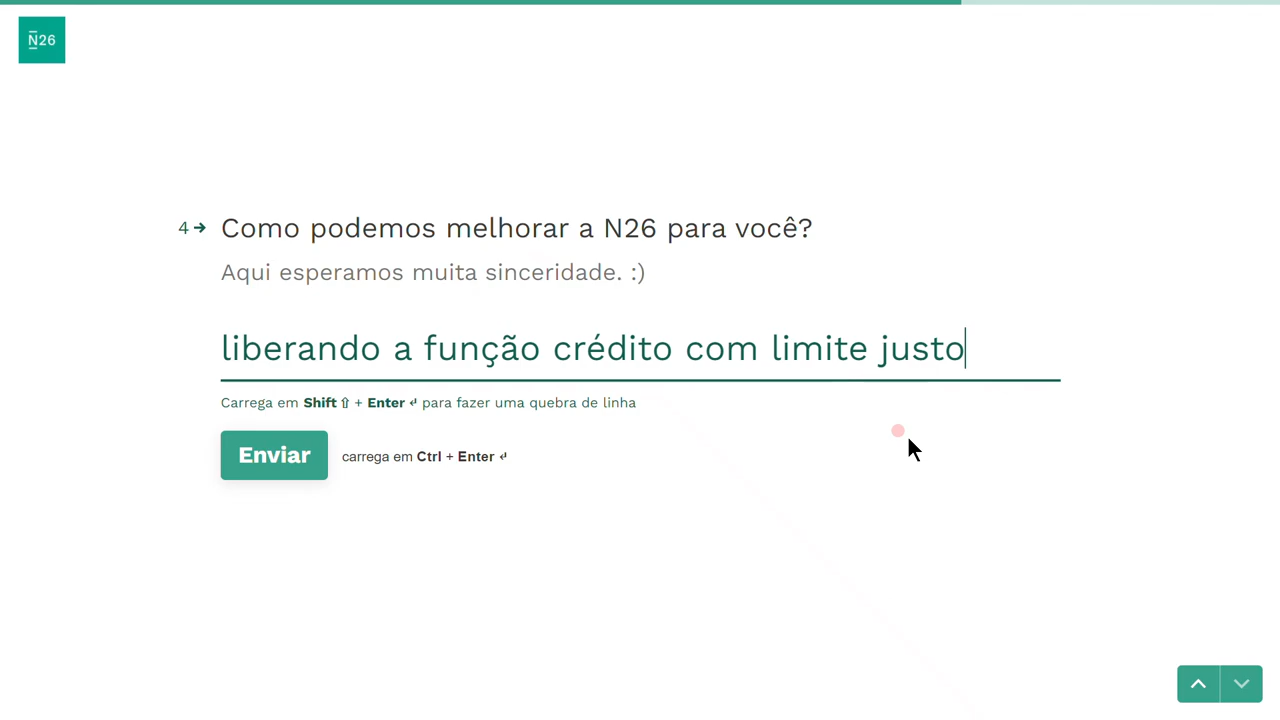 N26
4 Como podemos melhorar a N26 para você?
Aqui esperamos muita sinceridade. :)
liberando a função crédito com limite justo
Carrega em Shift ⇧ + Enter ↵ para fazer uma quebra de linha
Enviar carrega em Ctrl + Enter ↵